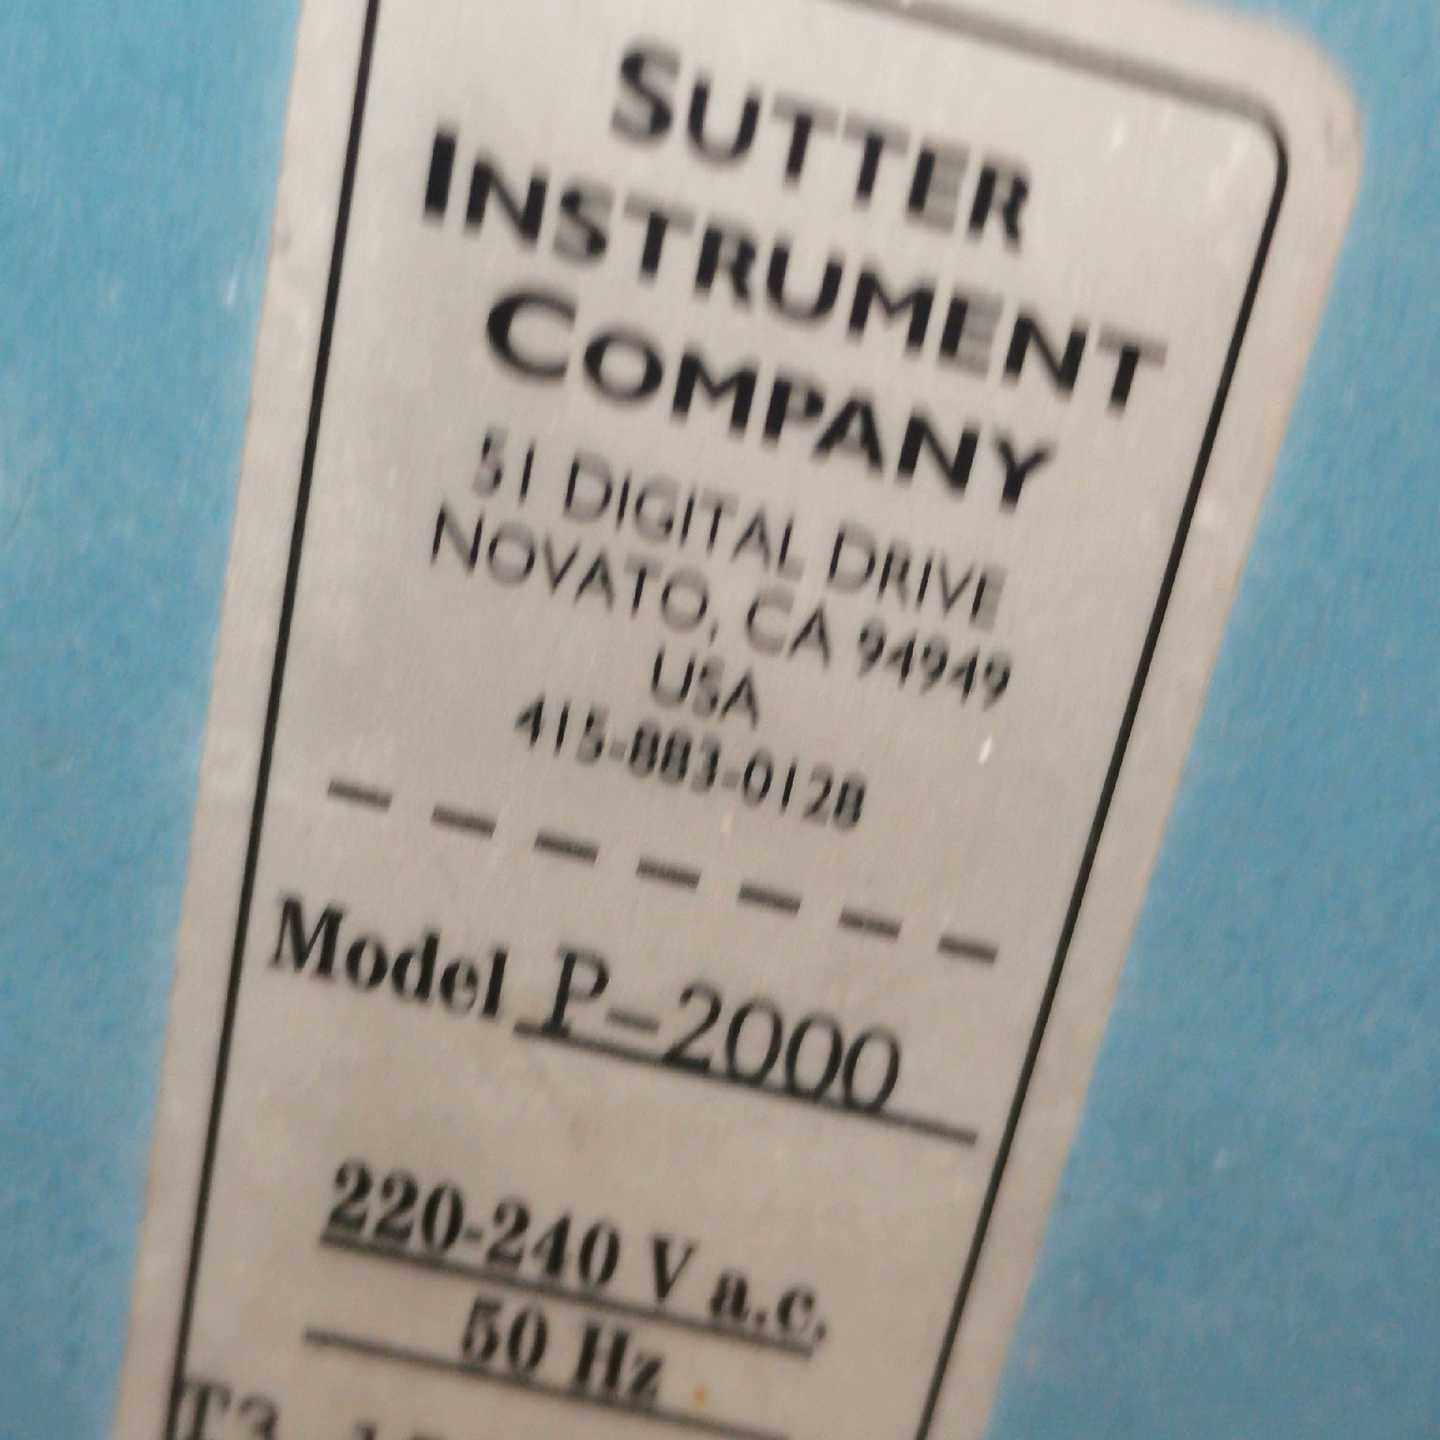 SUTTER
INSTRUMENT
COMPANY
51 DIGITAL DRIVE
NOVATO, CA 94949
USA
415-883-0128
Model P-2000
220-240 V a.c.
50 Hz